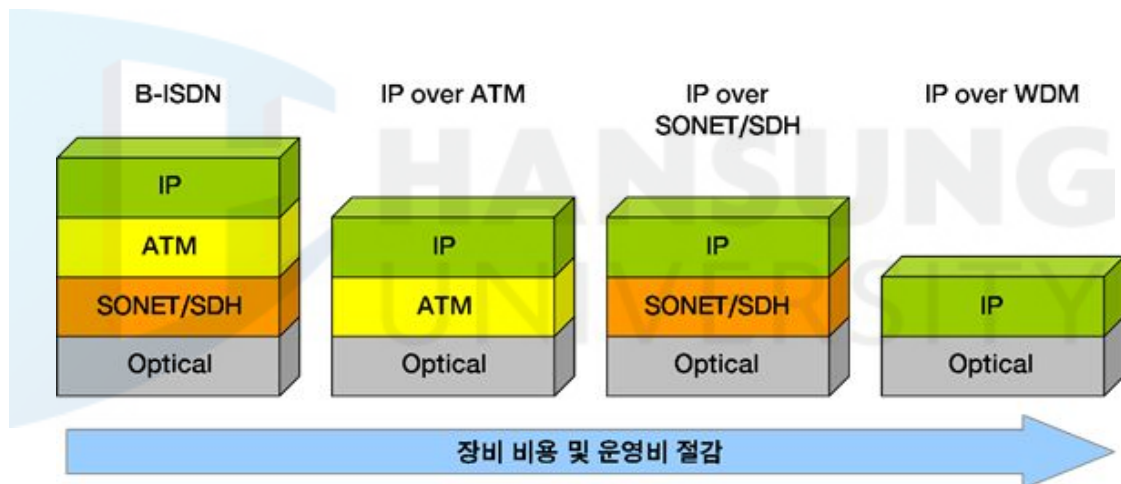 B-ISDN
IP over ATM
IP over
SONET/SDH
IP over WDM
IP
ATM
SONET/SDH
Optical
IP
ATM
Optical
IP
SONET/SDH
Optical
IP
Optical
장비 비용 및 운영비 절감
HANSUNG
UNIVERSITY